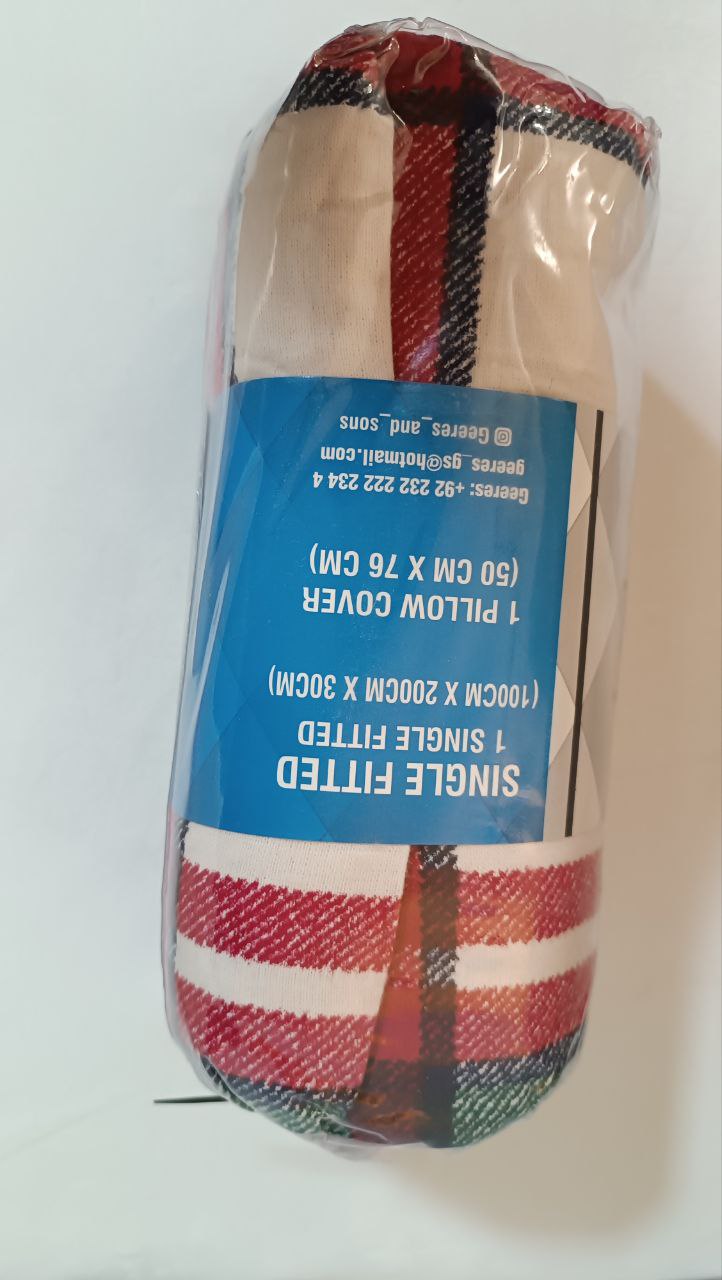 SINGLE FITTED
1 SINGLE FITTED
(100CM X 200CM X 30CM)
1 PILLOW COVER
(50 CM X 76 CM)
Geeres: +92 232 222 234 4
geeres_gs@hotmail.com
Geeres_and_sons